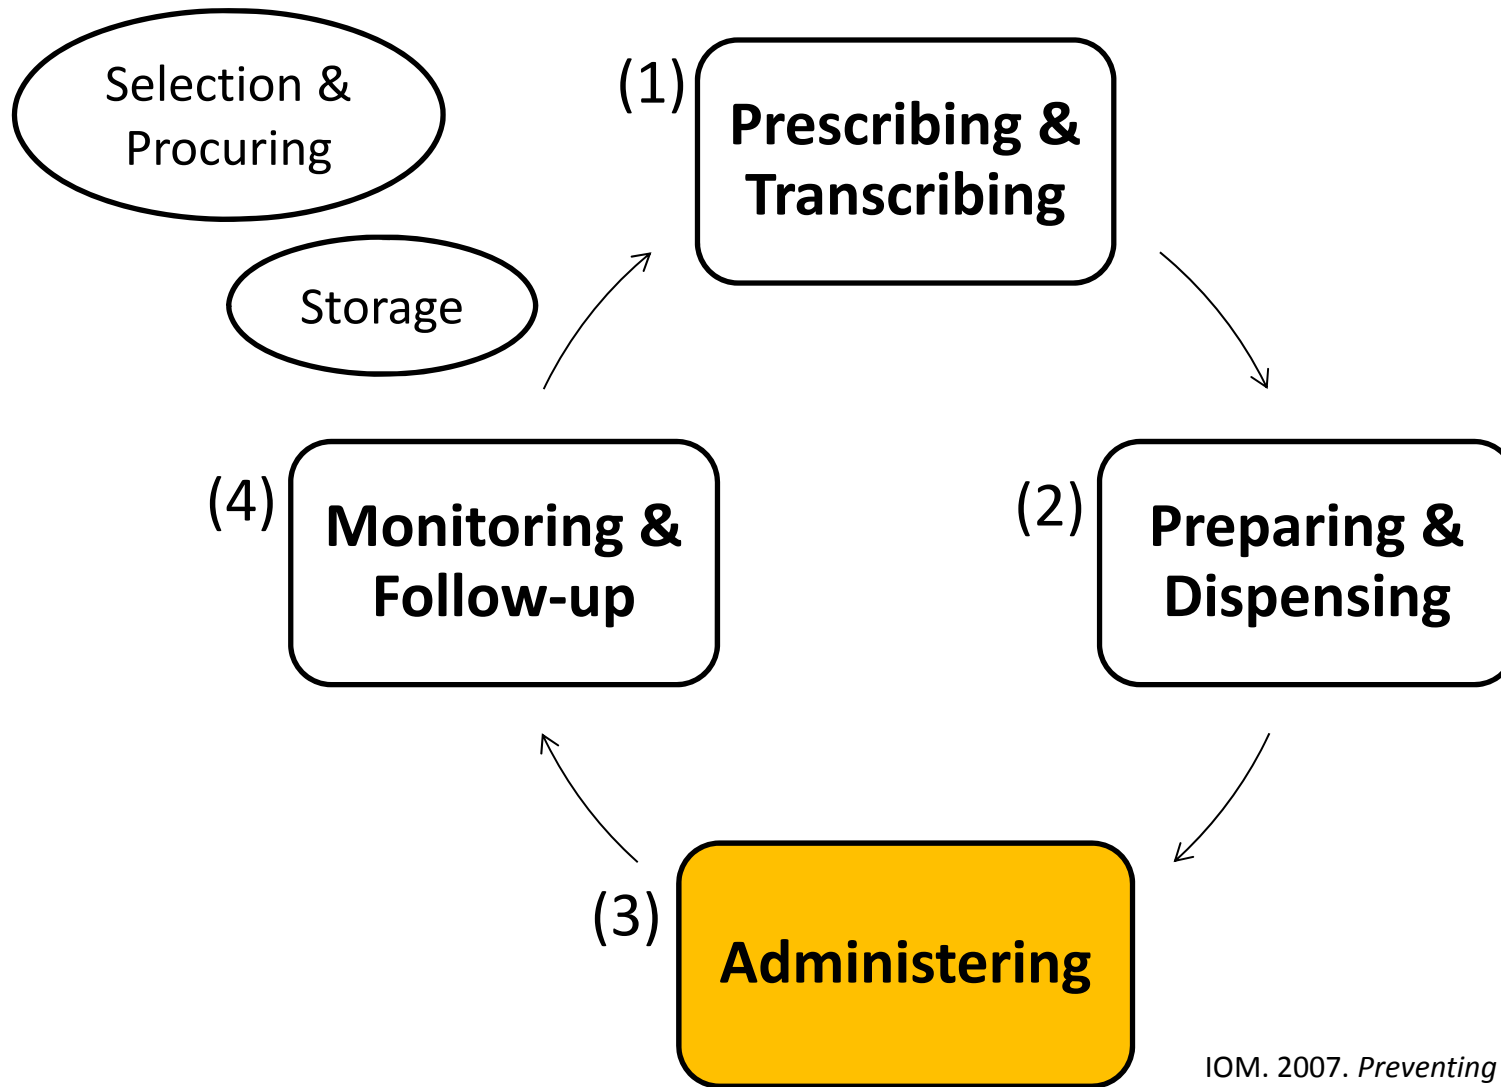 Selection &
Procuring
Storage
(1)
Prescribing &
Transcribing
(4)
Monitoring &
Follow-up
(2)
Preparing &
Dispensing
(3)
Administering
IOM. 2007. Preventing